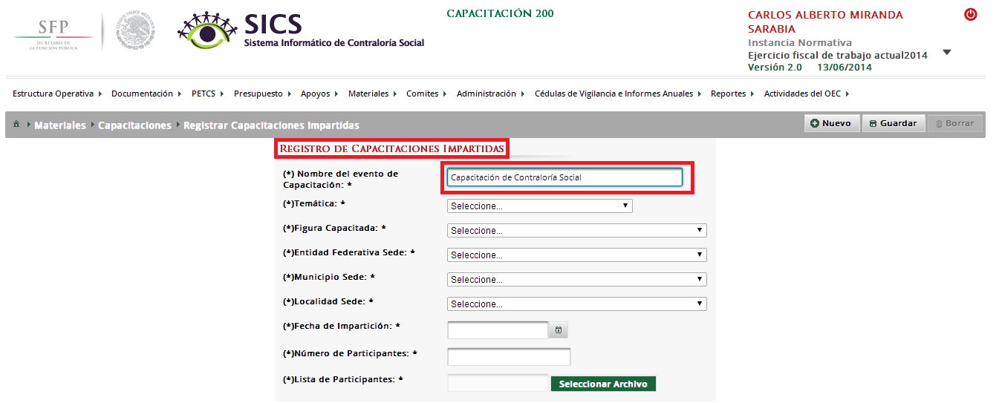 SFP
SECRETARÍA DE
LA FUNCIÓN PÚBLICA
ESTADOS UNIDOS MEXICANOS
SICS
Sistema Informático de Contraloría Social
CAPACITACIÓN 200
CARLOS ALBERTO MIRANDA
SARABIA
Instancia Normativa
Ejercicio fiscal de trabajo actual2014
Versión 2.0 13/06/2014
Estructura Operativa Documentación PETCS Presupuesto Apoyos Materiales Comites Administración Cédulas de Vigilancia e Informes Anuales Reportes Actividades del OEC
Materiales Capacitaciones Registrar Capacitaciones Impartidas Nuevo Guardar Borrar
REGISTRO DE CAPACITACIONES IMPARTIDAS
(*) Nombre del evento de
Capacitación: * Capacitación de Contraloría Social
(*)Temática: * Seleccione...
(*)Figura Capacitada: * Seleccione...
(*)Entidad Federativa Sede: * Seleccione...
(*)Municipio Sede: * Seleccione...
(*)Localidad Sede: * Seleccione...
(*)Fecha de Impartición: *
(*)Número de Participantes: *
(*)Lista de Participantes: * Seleccionar Archivo